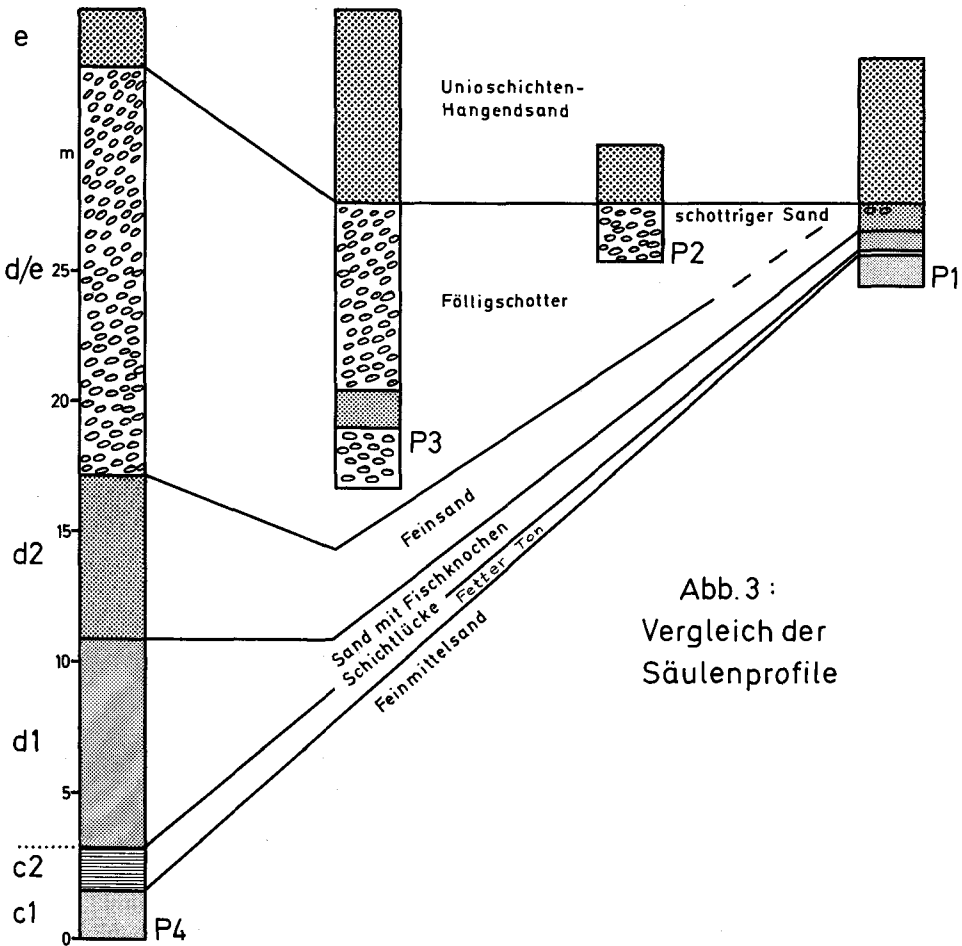 e
Unioschichten-
Hangendsand
m
schottriger Sand
P2
d/e
25
Fölligschotter
P1
20
P3
15
Feinsand
d2
Sand mit Fischknochen
Schichtlücke Fetter Ton
Feinmittelsand
10
d1
5
c2
c1
0
P4
Abb. 3 :
Vergleich der
Säulenprofile